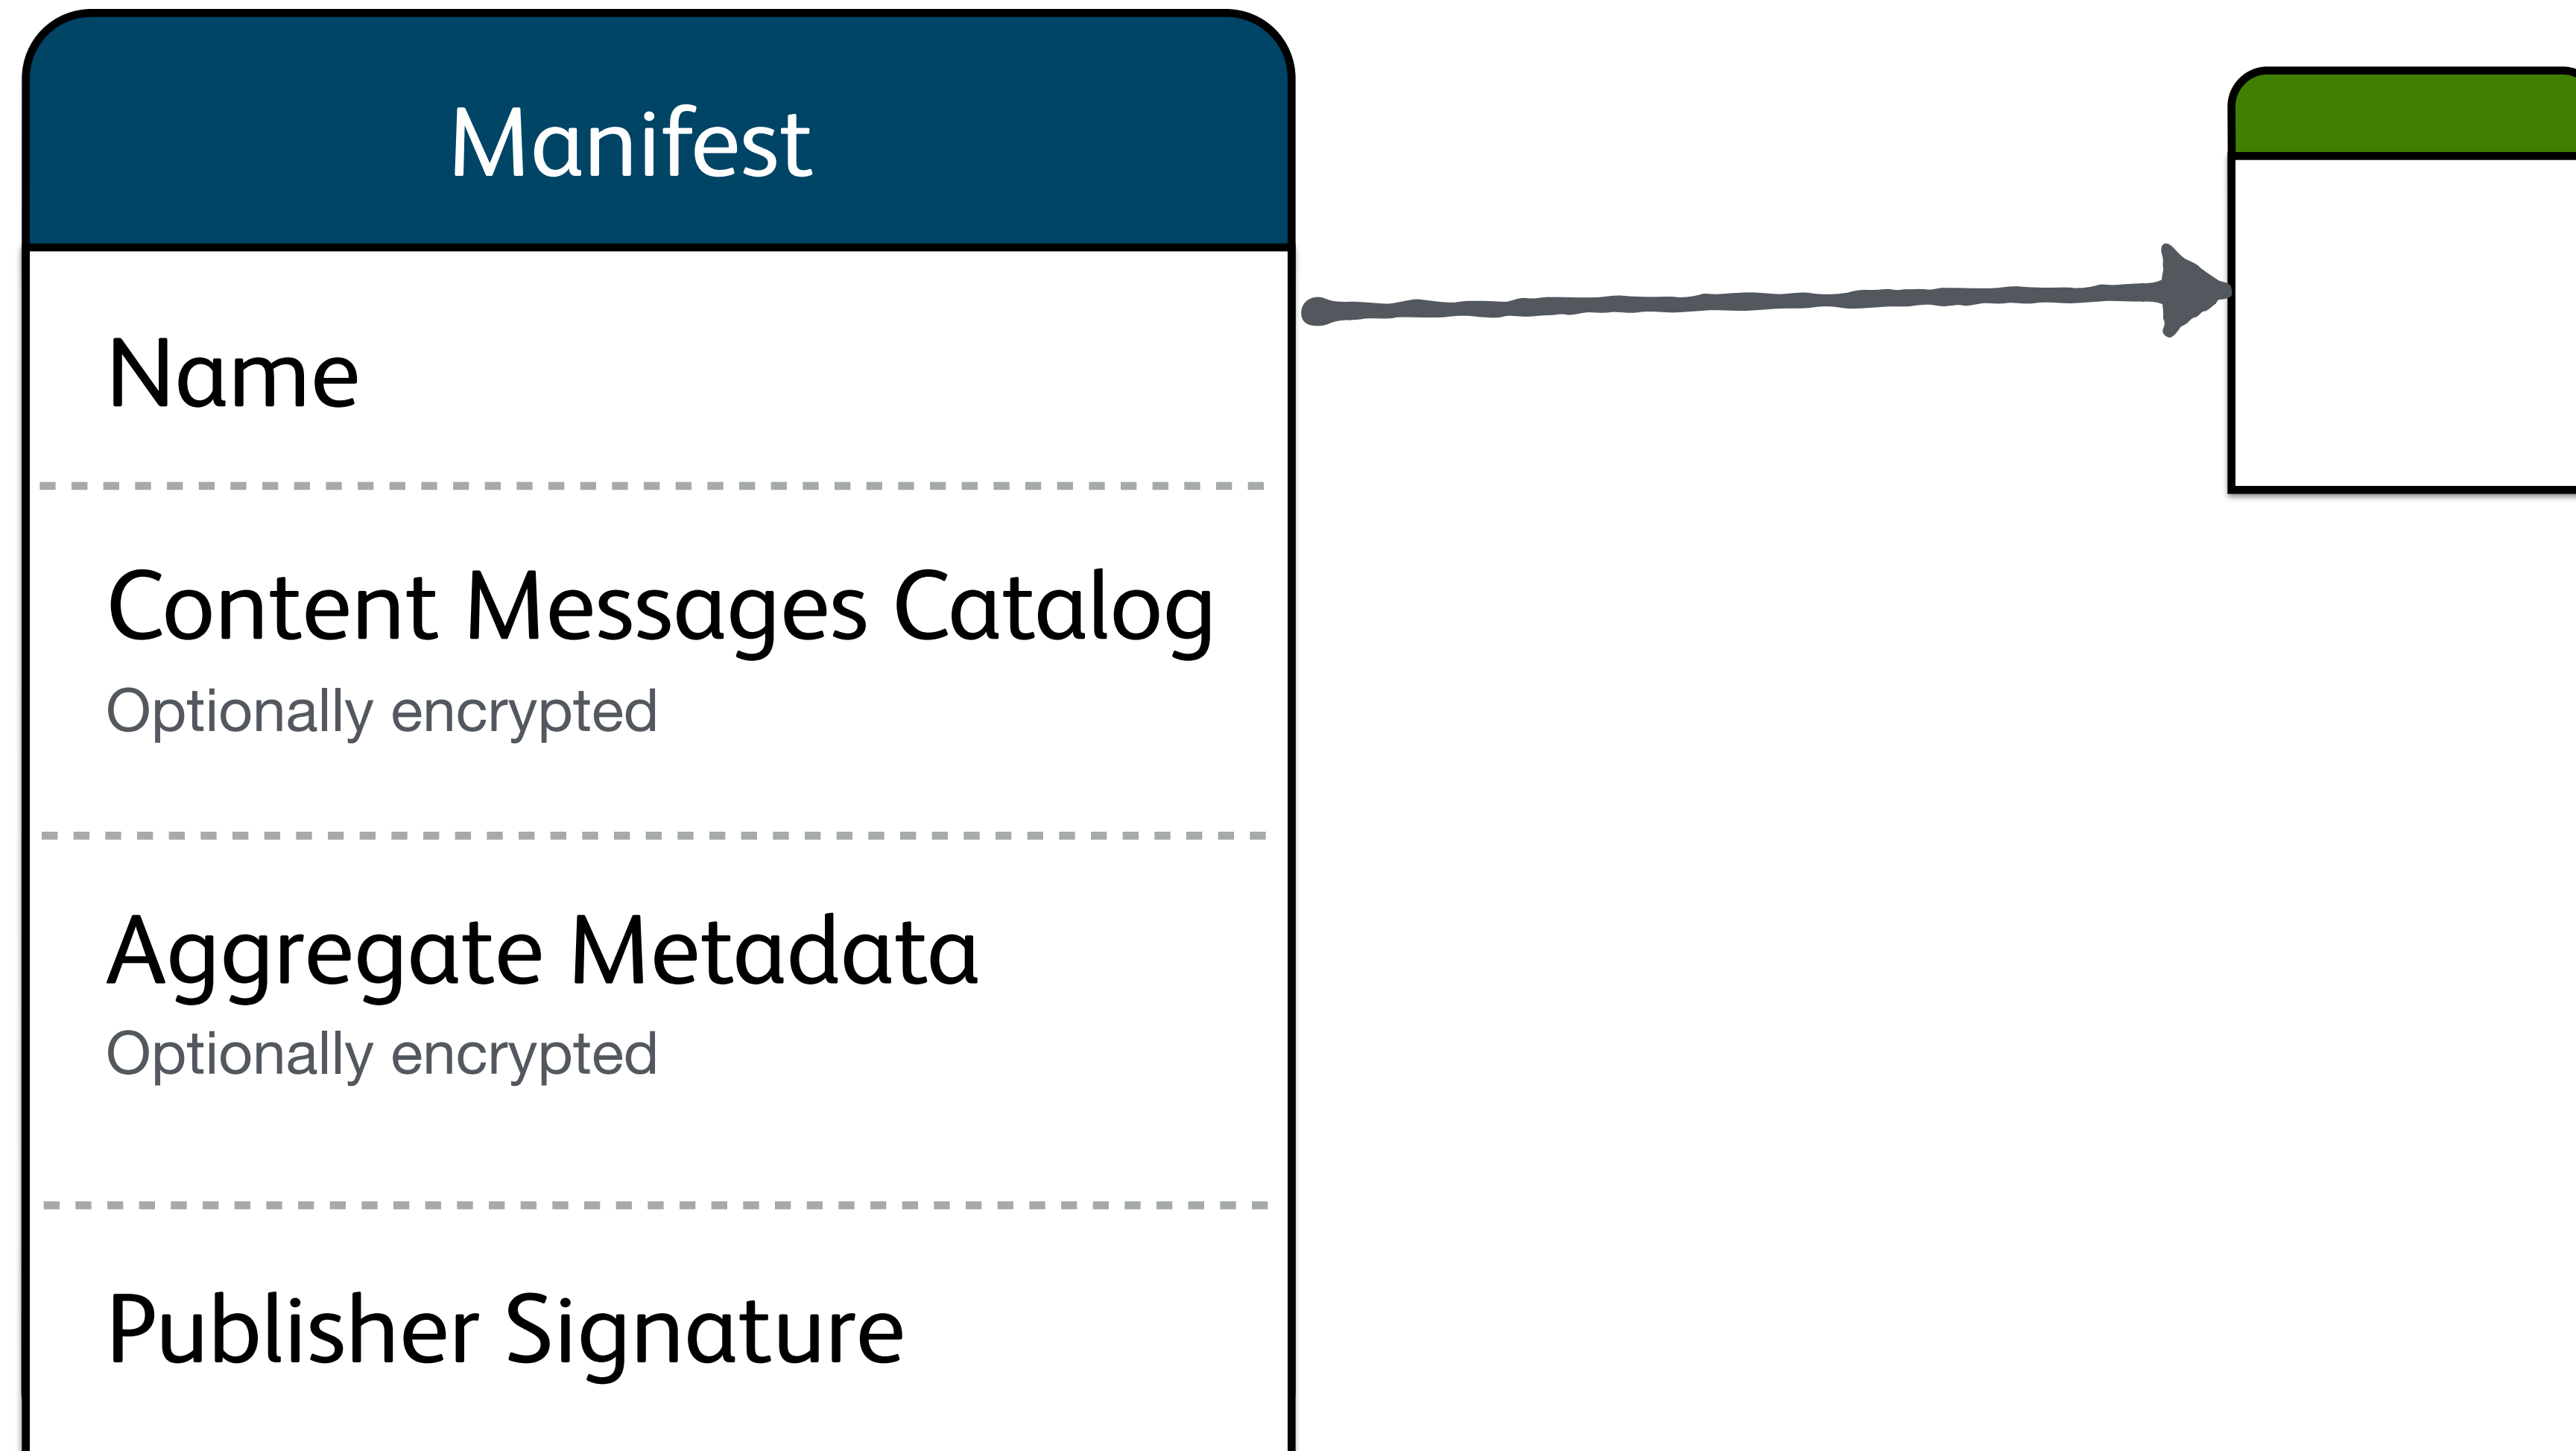 Manifest
Name
Content Messages Catalog
Optionally encrypted
Aggregate Metadata
Optionally encrypted
Publisher Signature